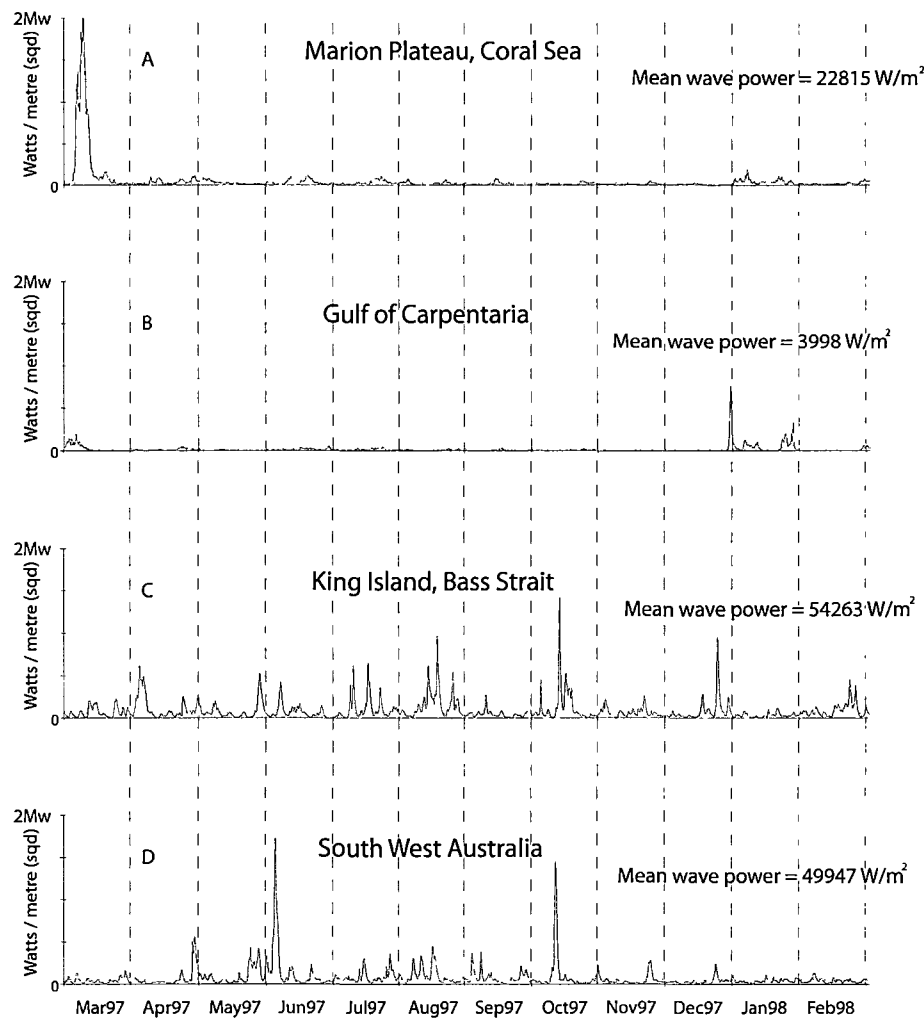 2Mw
Watts / metre (sqd)
0
A
Marion Plateau, Coral Sea
Mean wave power = 22815 W/m²
2Mw
Watts / metre (sqd)
0
B
Gulf of Carpentaria
Mean wave power = 3998 W/m²
2Mw
Watts / metre (sqd)
0
C
King Island, Bass Strait
Mean wave power = 54263 W/m²
2Mw
Watts / metre (sqd)
0
D
South West Australia
Mean wave power = 49947 W/m²
Mar97 Apr97 May97 Jun97 Jul97 Aug97 Sep97 Oct97 Nov97 Dec97 Jan98 Feb98